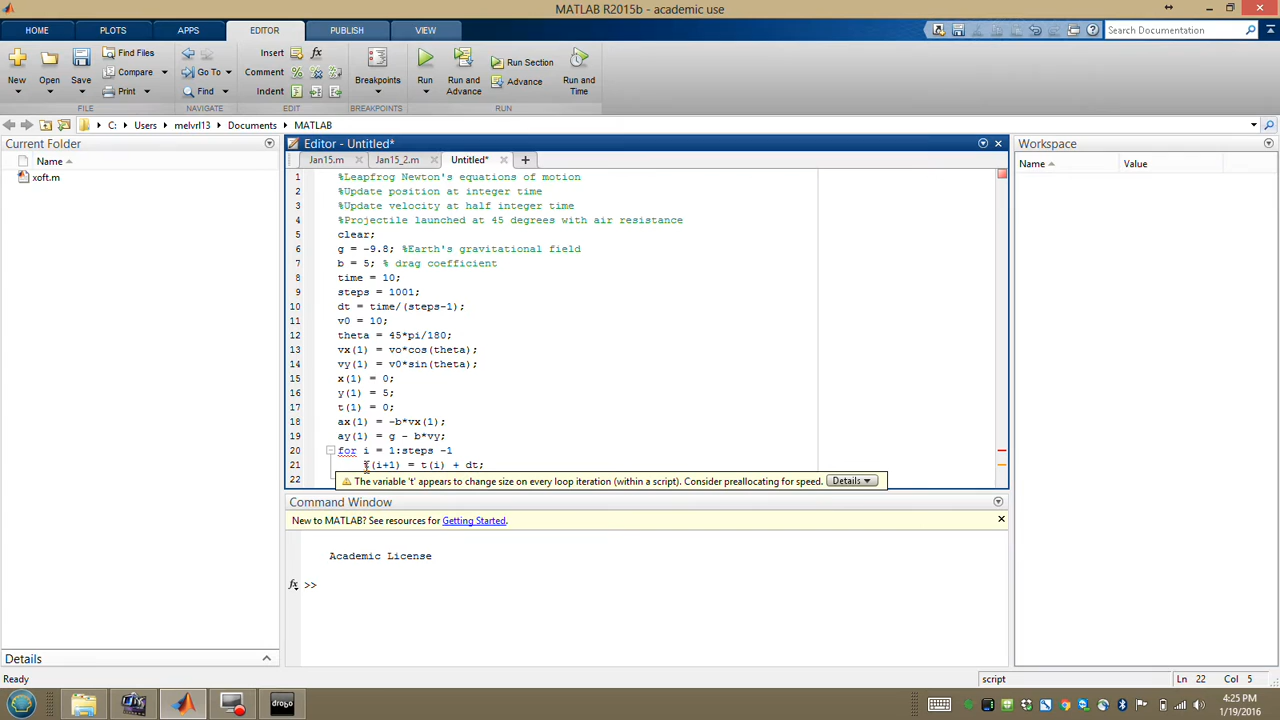 MATLAB R2015b - academic use
HOME PLOTS APPS EDITOR PUBLISH VIEW
Search Documentation
New Open Save Find Files Compare Print
Go To Find
Insert fx Comment Indent
Breakpoints Run Run and Advance Run Section Advance Run and Time
FILE NAVIGATE EDIT BREAKPOINTS RUN
C: Users melvrl13 Documents MATLAB
Current Folder
Name
xoft.m
Editor - Untitled*
Jan15.m Jan15_2.m Untitled*
1 %Leapfrog Newton's equations of motion
2 %Update position at integer time
3 %Update velocity at half integer time
4 %Projectile launched at 45 degrees with air resistance
5 clear;
6 g = -9.8; %Earth's gravitational field
7 b = 5; % drag coefficient
8 time = 10;
9 steps = 1001;
10 dt = time/(steps-1);
11 v0 = 10;
12 theta = 45*pi/180;
13 vx(1) = vo*cos(theta);
14 vy(1) = v0*sin(theta);
15 x(1) = 0;
16 y(1) = 5;
17 t(1) = 0;
18 ax(1) = -b*vx(1);
19 ay(1) = g - b*vy;
20 for i = 1:steps -1
21 t(i+1) = t(i) + dt;
22
The variable 't' appears to change size on every loop iteration (within a script). Consider preallocating for speed. Details
Command Window
New to MATLAB? See resources for Getting Started.
Academic License
fx >>
Workspace
Name Value
Details
Ready
script Ln 22 Col 5
droyo
4:25 PM
1/19/2016